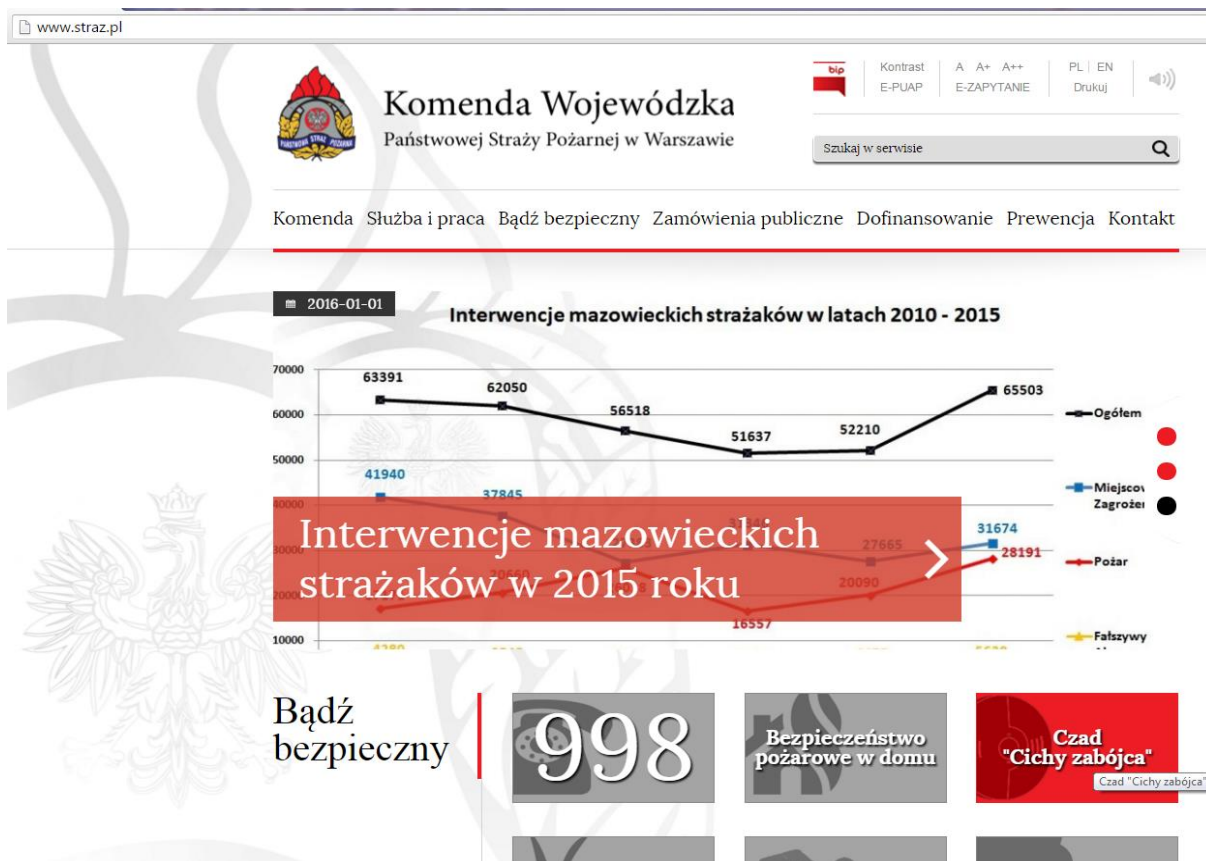 www.straz.pl
PAŃSTWOWA STRAŻ POŻARNA
Komenda Wojewódzka
Państwowej Straży Pożarnej w Warszawie
bip
Kontrast
A A+ A++
PL | EN
E-PUAP
E-ZAPYTANIE
Drukuj
Szukaj w serwisie
Komenda Służba i praca Bądź bezpieczny Zamówienia publiczne Dofinansowanie Prewencja Kontakt
2016-01-01
Interwencje mazowieckich strażaków w latach 2010 - 2015
70000
63391
62050
65503
60000
56518
51637
52210
Ogółem
50000
41940
37845
Miejscow
Zagrożen
40000
Interwencje mazowieckich
strażaków w 2015 roku
27665
31674
30000
28191
Pożar
20660
20090
20000
16557
10000
Fałszywy
998
Bądź
bezpieczny
Bezpieczeństwo
pożarowe w domu
Czad
"Cichy zabójca"
Czad "Cichy zabójca"